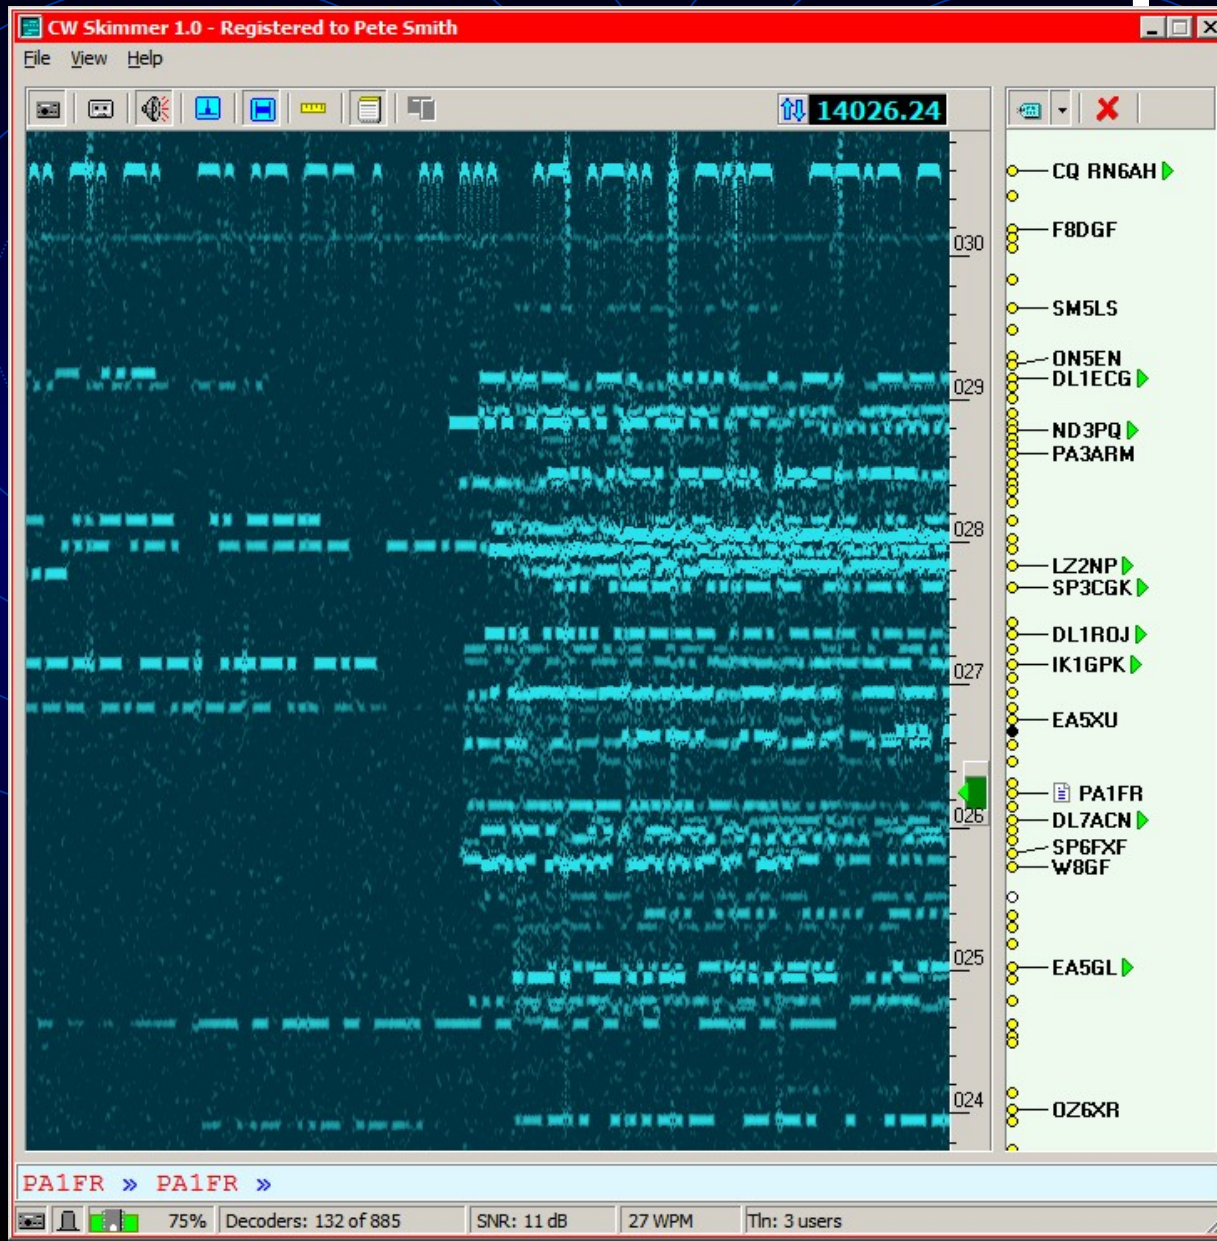 CW Skimmer 1.0 - Registered to Pete Smith
File View Help
14026.24
030
029
028
027
026
025
024
CQ RN6AH
F8DGF
SM5LS
ON5EN
DL1ECG
ND3PQ
PA3ARM
LZ2NP
SP3CGK
DL1ROJ
IK1GPK
EA5XU
PA1FR
DL7ACN
SP6FXF
W8GF
EA5GL
OZ6XR
PA1FR » PA1FR »
75% Decoders: 132 of 885 SNR: 11 dB 27 WPM Tln: 3 users